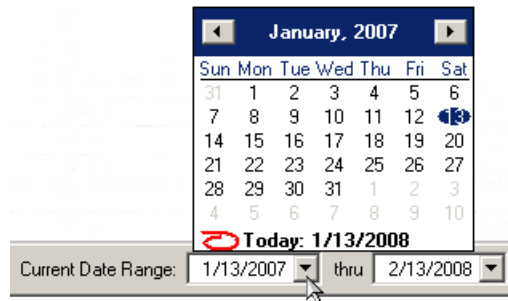 January, 2007
Sun Mon Tue Wed Thu Fri Sat
31 1 2 3 4 5 6
7 8 9 10 11 12 13
14 15 16 17 18 19 20
21 22 23 24 25 26 27
28 29 30 31 1 2 3
4 5 6 7 8 9 10
Today: 1/13/2008
Current Date Range: 1/13/2007 thru 2/13/2008